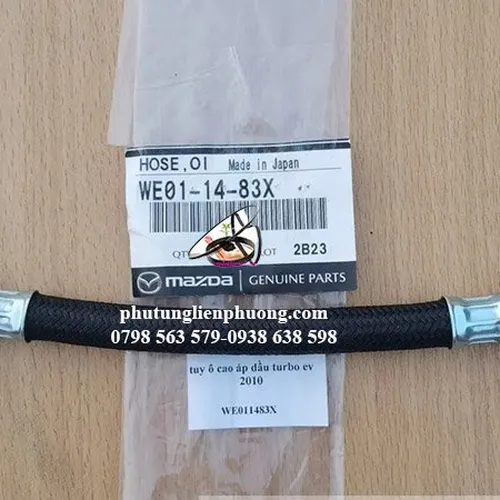 HOSE,OI Made in Japan
WE01-14-83X
QT LOT 2B23
mazda GENUINE PARTS
phutunglienphuong.com
0798 563 579-0938 638 598
tuy ô cao áp dầu turbo ev
2010
WE011483X